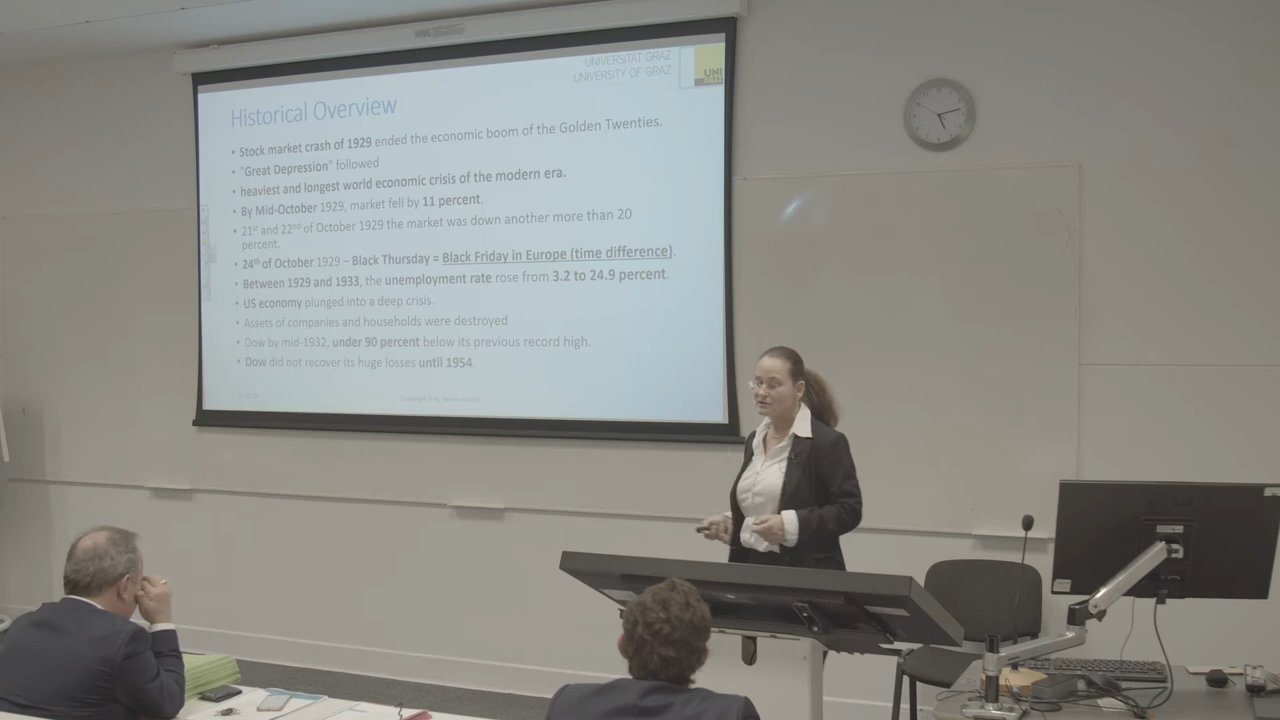 UNIVERSITÄT GRAZ
UNIVERSITY OF GRAZ
UNI
GRAZ
Historical Overview
• Stock market crash of 1929 ended the economic boom of the Golden Twenties.
• "Great Depression" followed
• heaviest and longest world economic crisis of the modern era.
• By Mid-October 1929, market fell by 11 percent.
• 21st and 22nd of October 1929 the market was down another more than 20
percent.
• 24th of October 1929 – Black Thursday = Black Friday in Europe (time difference).
• Between 1929 and 1933, the unemployment rate rose from 3.2 to 24.9 percent.
• US economy plunged into a deep crisis.
• Assets of companies and households were destroyed
• Dow by mid-1932, under 90 percent below its previous record high.
• Dow did not recover its huge losses until 1954.
Copyright ©